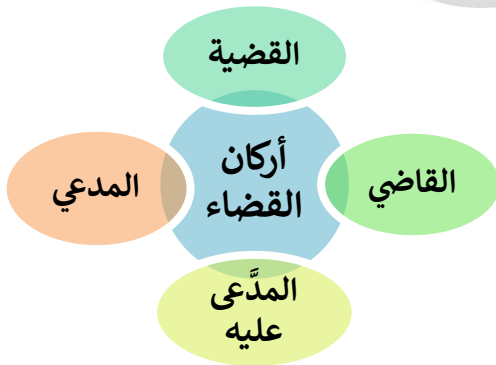 القضية
أركان
القضاء
القاضي
المدعي
المدَّعى
عليه